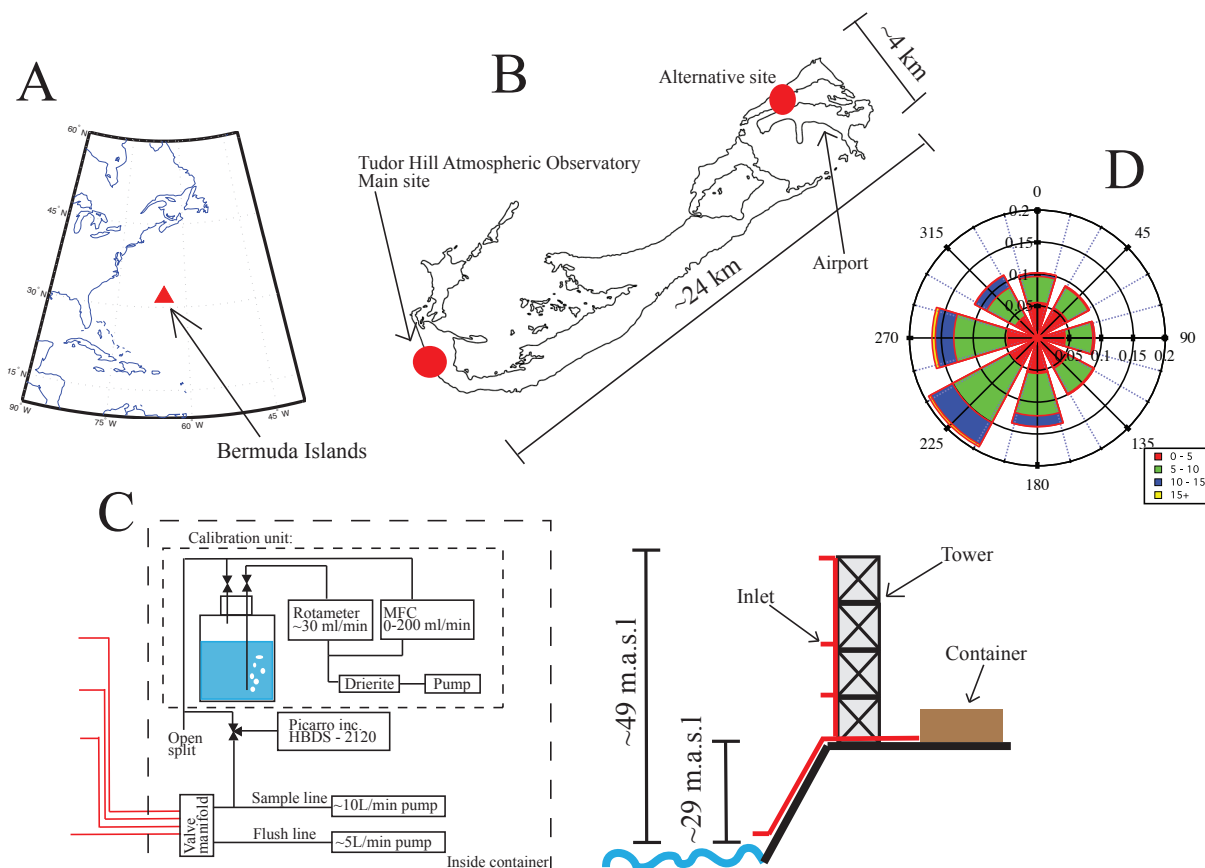 A
60°N
45°N
30°N
15°N
90°W
75°W
60°W
45°W
Bermuda Islands
B
Alternative site
~4 km
Tudor Hill Atmospheric Observatory
Main site
~24 km
Airport
D
0
45
90
135
180
225
270
315
0.2
0.15
0.1
0.05
0.05 0.1 0.15 0.2
0 - 5
5 - 10
10 - 15
15+
C
Calibration unit:
Rotameter
~30 ml/min
MFC
0-200 ml/min
Drierite
Pump
Open
split
Picarro inc.
HBDS - 2120
Valve
manifold
Sample line
~10L/min pump
Flush line
~5L/min pump
Inside container
~49 m.a.s.l
~29 m.a.s.l
Inlet
Tower
Container